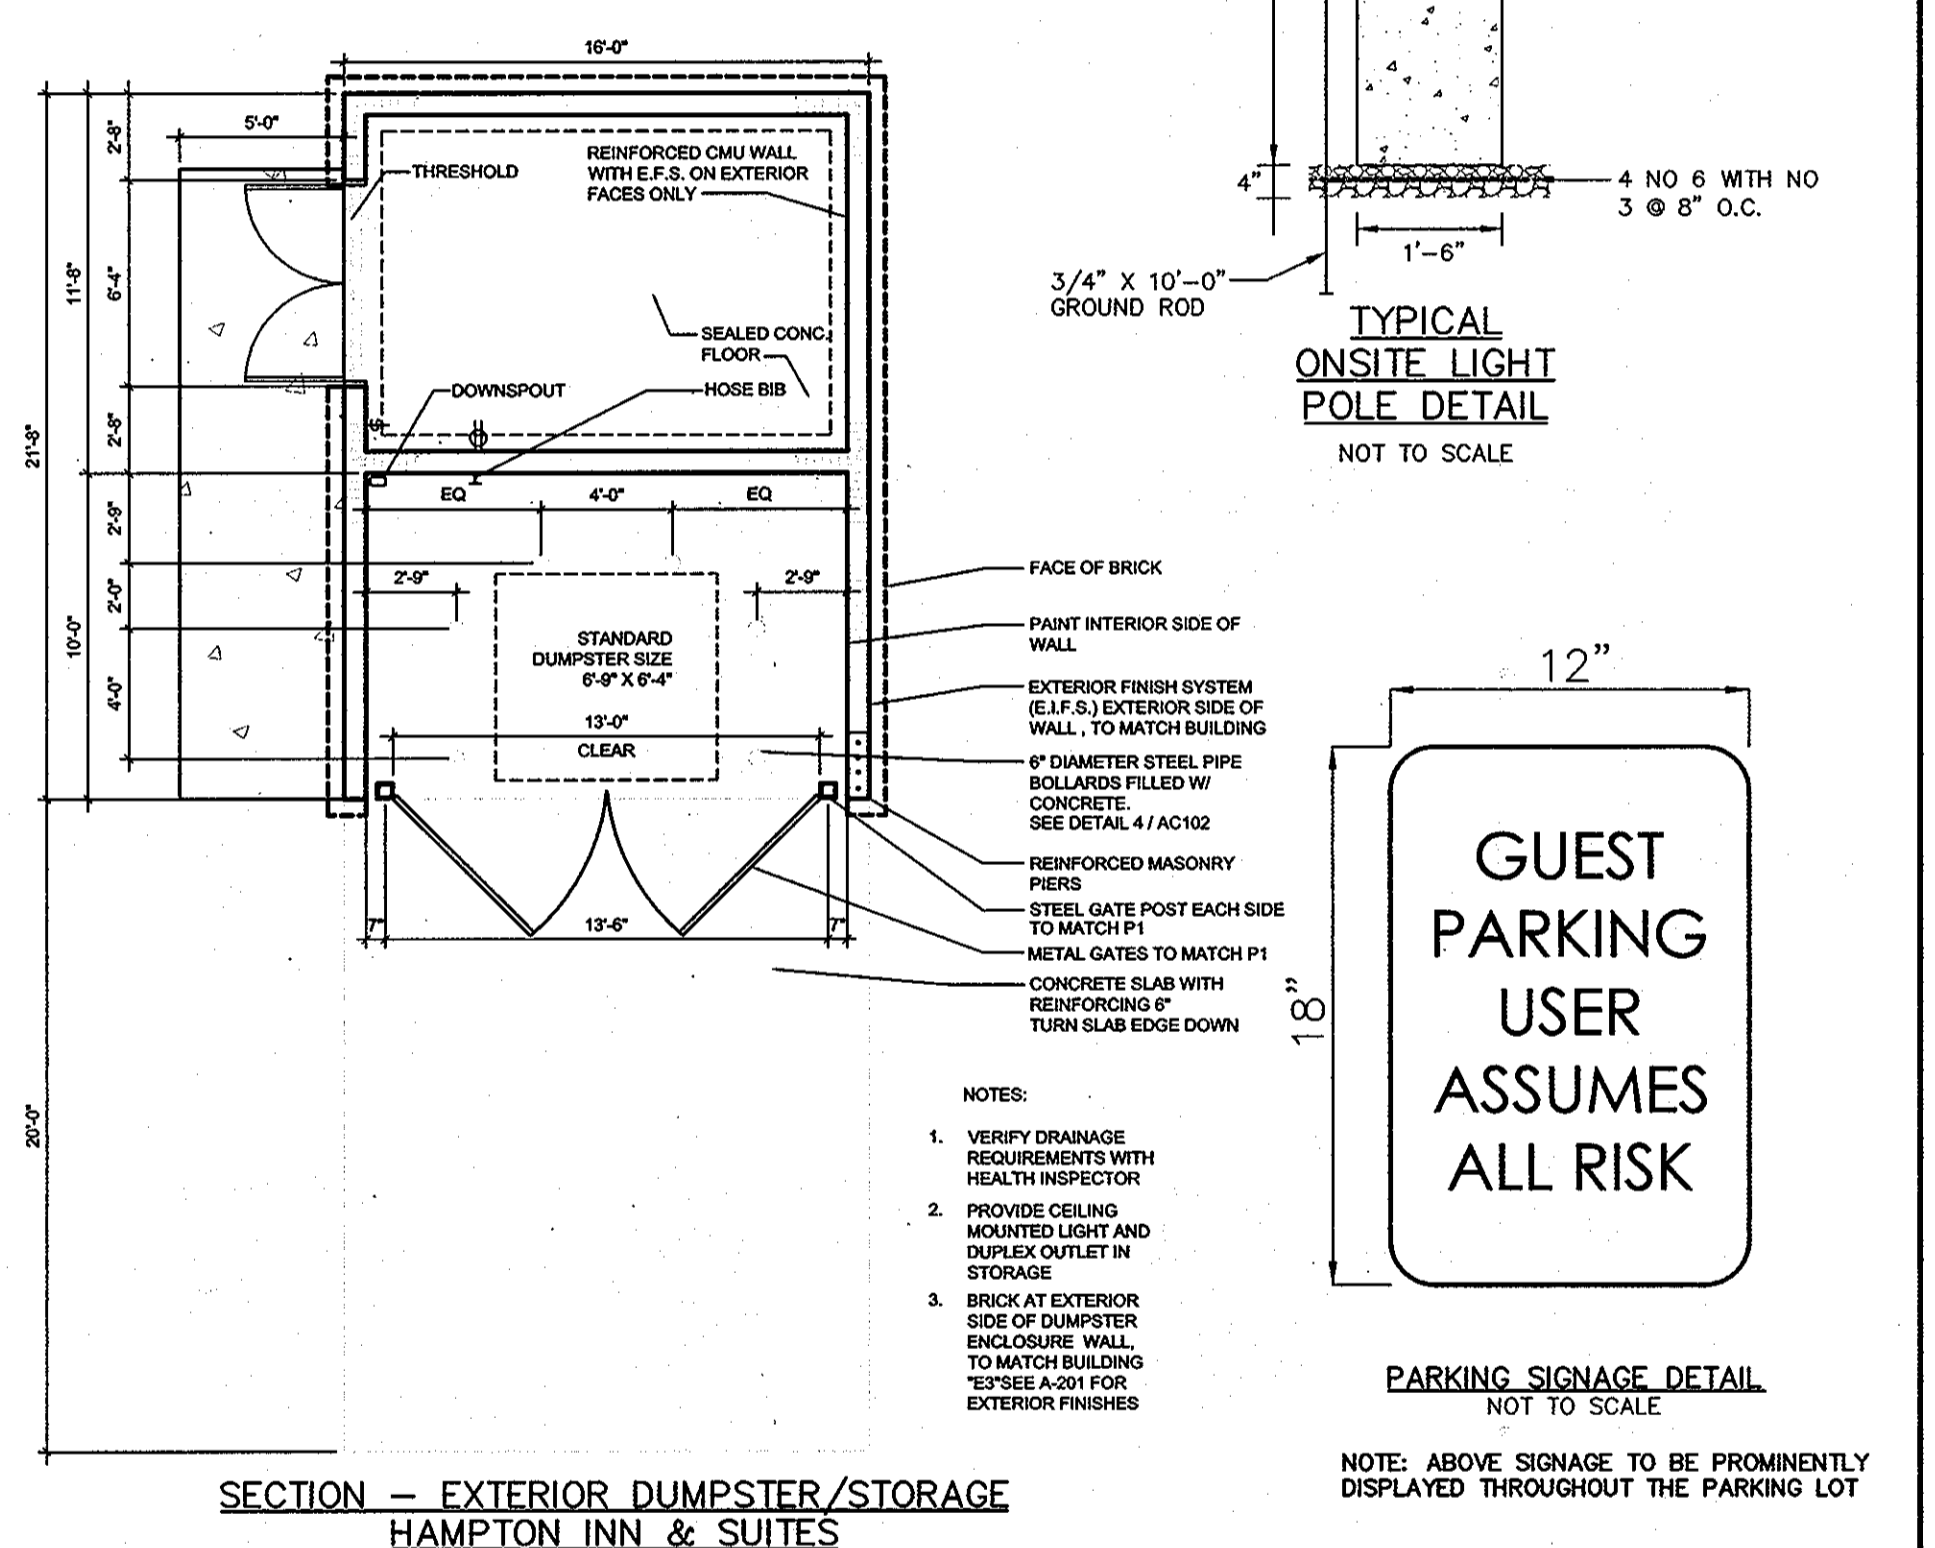 16'-0"
5'-0"
2'-8"
6'-4"
2'-8"
11'-8"
21'-8"
2'-9"
2'-0"
4'-0"
10'-0"
20'-0"
THRESHOLD
REINFORCED CMU WALL
WITH E.F.S. ON EXTERIOR
FACES ONLY
SEALED CONC.
FLOOR
DOWNSPOUT
HOSE BIB
EQ
4'-0"
EQ
2'-9"
2'-9"
STANDARD
DUMPSTER SIZE
6'-9" X 6'-4"
13'-0"
CLEAR
7"
13'-6"
7"
FACE OF BRICK
PAINT INTERIOR SIDE OF
WALL
EXTERIOR FINISH SYSTEM
(E.I.F.S.) EXTERIOR SIDE OF
WALL , TO MATCH BUILDING
6" DIAMETER STEEL PIPE
BOLLARDS FILLED W/
CONCRETE.
SEE DETAIL 4 / AC102
REINFORCED MASONRY
PIERS
STEEL GATE POST EACH SIDE
TO MATCH P1
METAL GATES TO MATCH P1
CONCRETE SLAB WITH
REINFORCING 6"
TURN SLAB EDGE DOWN
NOTES:
1. VERIFY DRAINAGE
REQUIREMENTS WITH
HEALTH INSPECTOR
2. PROVIDE CEILING
MOUNTED LIGHT AND
DUPLEX OUTLET IN
STORAGE
3. BRICK AT EXTERIOR
SIDE OF DUMPSTER
ENCLOSURE WALL,
TO MATCH BUILDING
"E3"SEE A-201 FOR
EXTERIOR FINISHES
SECTION - EXTERIOR DUMPSTER/STORAGE
HAMPTON INN & SUITES
4"
4 NO 6 WITH NO
3 @ 8" O.C.
1'-6"
3/4" X 10'-0"
GROUND ROD
TYPICAL
ONSITE LIGHT
POLE DETAIL
NOT TO SCALE
12"
18"
GUEST
PARKING
USER
ASSUMES
ALL RISK
PARKING SIGNAGE DETAIL
NOT TO SCALE
NOTE: ABOVE SIGNAGE TO BE PROMINENTLY
DISPLAYED THROUGHOUT THE PARKING LOT